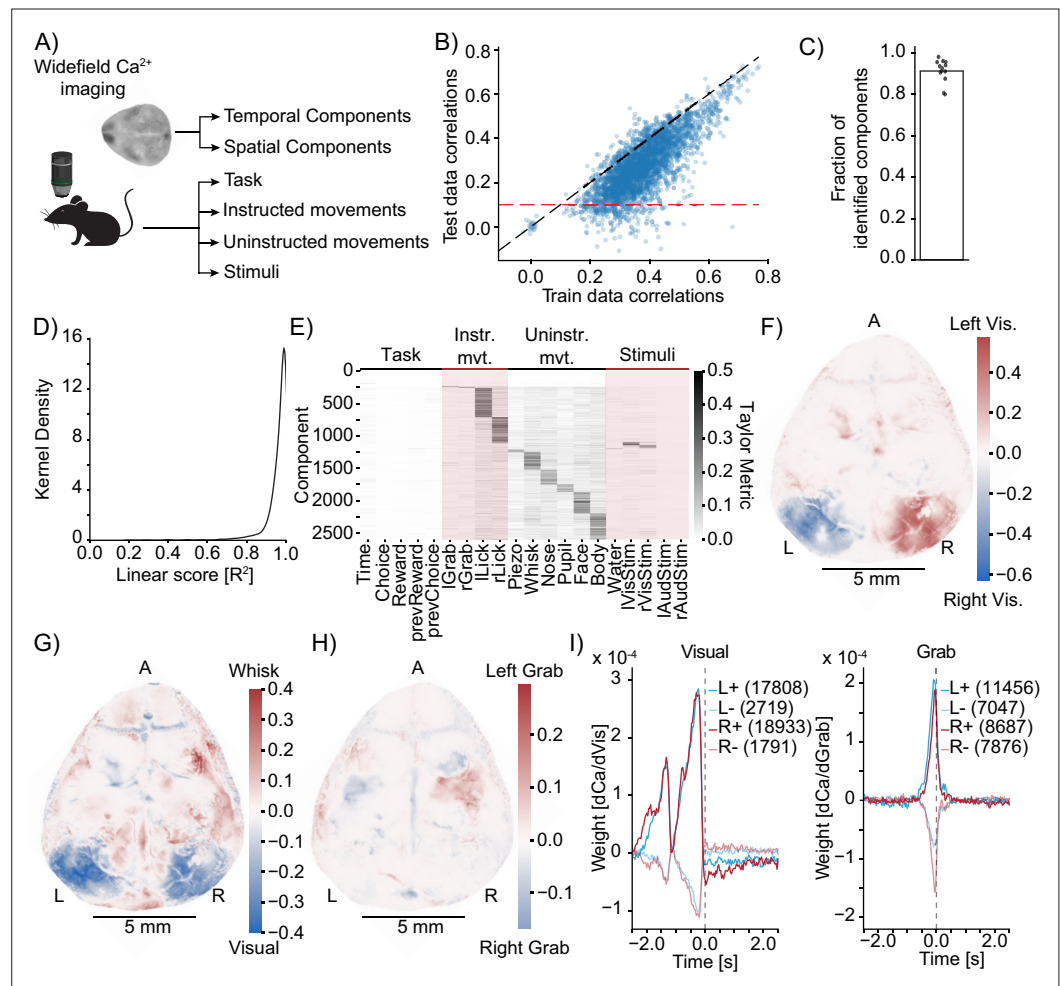 A)
Widefield Ca²⁺
imaging
Temporal Components
Spatial Components
Task
Instructed movements
Uninstructed movements
Stimuli
B)
Test data correlations
0.8
0.6
0.4
0.2
0.0
0.0 0.2 0.4 0.6 0.8
Train data correlations
C)
Fraction of
identified components
1.0
0.8
0.6
0.4
0.2
0.0
D)
Kernel Density
16
12
8
4
0
0.0 0.2 0.4 0.6 0.8 1.0
Linear score [R²]
E)
Task
Instr.
mvt.
Uninstr.
mvt.
Stimuli
Component
0
500
1000
1500
2000
2500
Time
Choice
Reward
prevReward
prevChoice
lGrab
rGrab
lLick
rLick
Piezo
Whisk
Nose
Pupil
Face
Body
Water
lVisStim
rVisStim
lAudStim
rAudStim
0.5
0.4
0.3
0.2
0.1
0.0
Taylor Metric
F)
A
Left Vis.
0.4
0.2
0.0
−0.2
−0.4
−0.6
Right Vis.
L
R
5 mm
G)
A
Whisk
0.4
0.3
0.2
0.1
0.0
−0.1
−0.2
−0.3
−0.4
Visual
L
R
5 mm
H)
A
Left Grab
0.2
0.1
0.0
−0.1
Right Grab
L
R
5 mm
I)
x 10⁻⁴
Visual
L+ (17808)
L- (2719)
R+ (18933)
R- (1791)
Weight [dCa/dVis]
3
2
1
0
−1
−2.0 0.0 2.0
Time [s]
x 10⁻⁴
Grab
L+ (11456)
L- (7047)
R+ (8687)
R- (7876)
Weight [dCa/dGrab]
2
1
0
−1
−2
−2.0 0.0 2.0
Time [s]